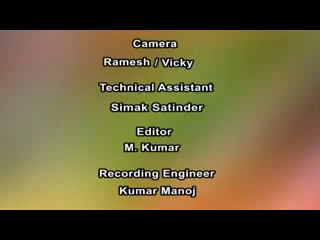 Camera
Ramesh / Vicky
Technical Assistant
Simak Satinder
Editor
M. Kumar
Recording Engineer
Kumar Manoj